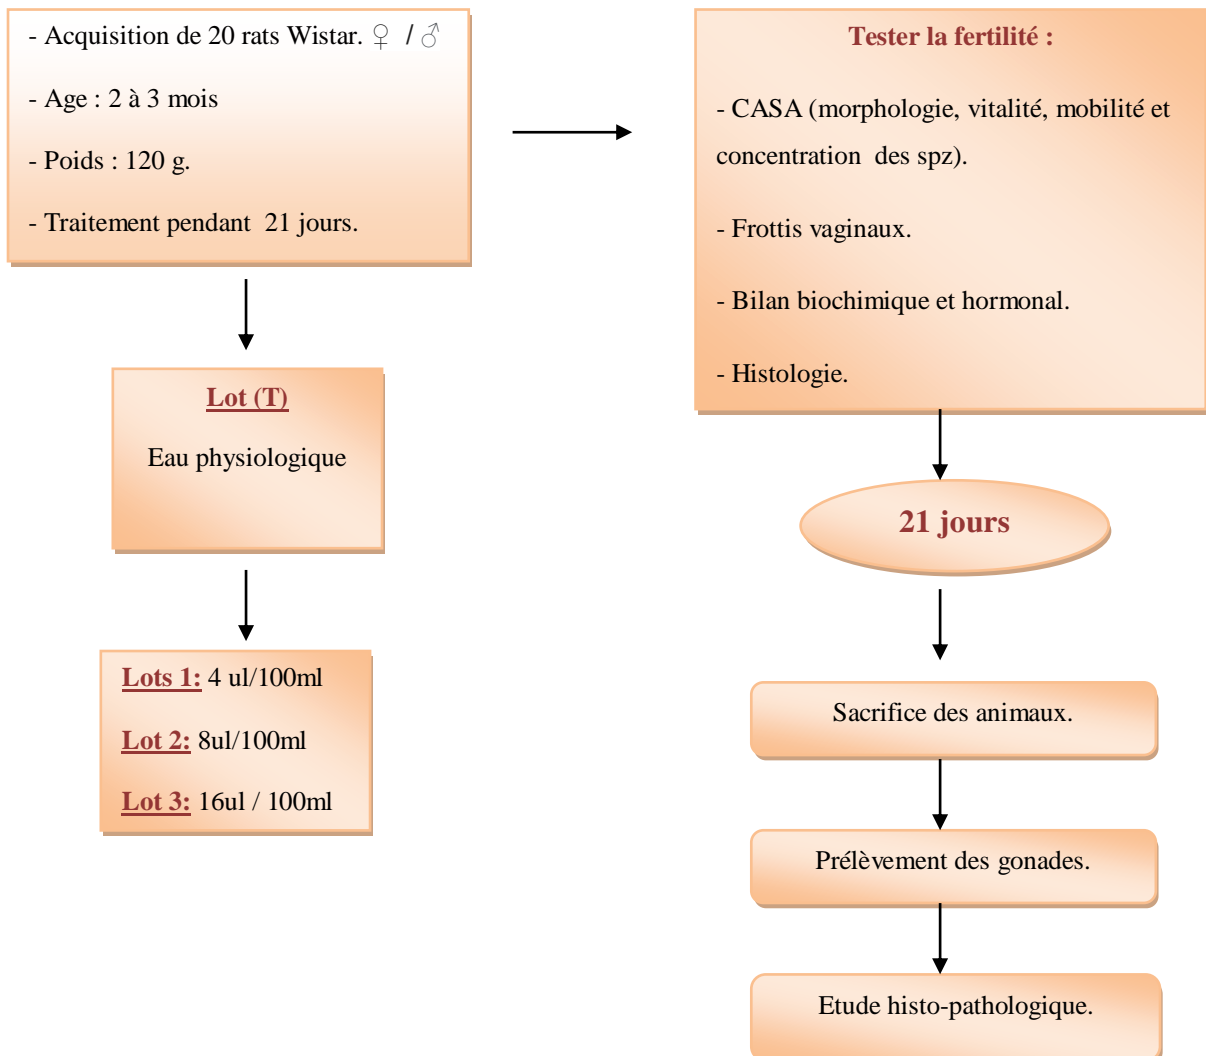 - Acquisition de 20 rats Wistar. ♀ / ♂
- Age : 2 à 3 mois
- Poids : 120 g.
- Traitement pendant 21 jours.
Lot (T)
Eau physiologique
Lots 1: 4 ul/100ml
Lot 2: 8ul/100ml
Lot 3: 16ul / 100ml
Tester la fertilité :
- CASA (morphologie, vitalité, mobilité et
concentration des spz).
- Frottis vaginaux.
- Bilan biochimique et hormonal.
- Histologie.
21 jours
Sacrifice des animaux.
Prélèvement des gonades.
Etude histo-pathologique.